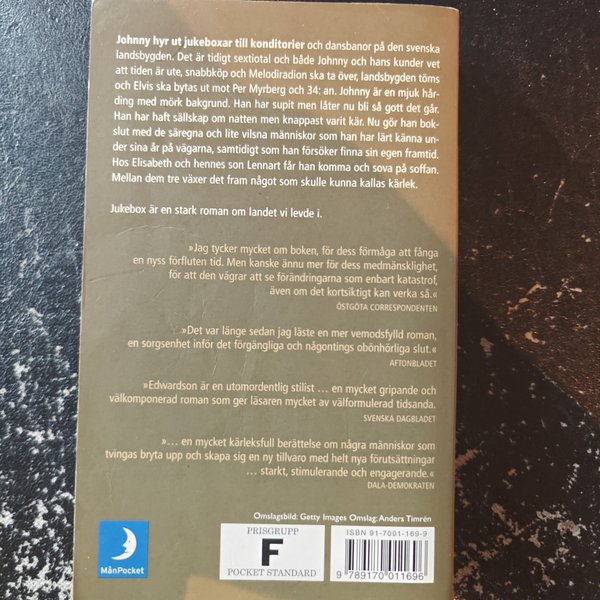 Johnny hyr ut jukeboxar till konditorier och dansbanor på den svenska
landsbygden. Det är tidigt sextiotal och både Johnny och hans kunder vet
att tiden är ute, snabbköp och Melodiradion ska ta över, landsbygden töms
och Elvis ska bytas ut mot Per Myrberg och 34: an. Johnny är en mjuk hår-
ding med mörk bakgrund. Han har supit men låter nu bli så gott det går.
Han har haft sällskap om natten men knappast varit kär. Nu gör han bok-
slut med de säregna och lite vilsna människor som han har lärt känna un-
der sina år på vägarna, samtidigt som han försöker finna sin egen framtid.
Hos Elisabeth och hennes son Lennart får han komma och sova på soffan.
Mellan dem tre växer det fram något som skulle kunna kallas kärlek.
Jukebox är en stark roman om landet vi levde i.
»Jag tycker mycket om boken, för dess förmåga att fånga
en nyss förfluten tid. Men kanske ännu mer för dess medmänsklighet,
för att den vägrar att se förändringarna som enbart katastrof,
även om det kortsiktigt kan verka så.«
ÖSTGÖTA CORRESPONDENTEN
»Det var länge sedan jag läste en mer vemodsfylld roman,
en sorgsenhet inför det förgängliga och någontings obönhörliga slut.«
AFTONBLADET
»Edwardson är en utomordentlig stilist ... en mycket gripande och
välkomponerad roman som ger läsaren mycket av välformulerad tidsanda.
SVENSKA DAGBLADET
»... en mycket kärleksfull berättelse om några människor som
tvingas bryta upp och skapa sig en ny tillvaro med helt nya förutsättningar
... starkt, stimulerande och engagerande.«
DALA-DEMOKRATEN
Omslagsbild: Getty Images Omslag: Anders Timrén
MånPocket
PRISGRUPP
F
POCKET STANDARD
ISBN 91-7001-169-9
9 789170 011696